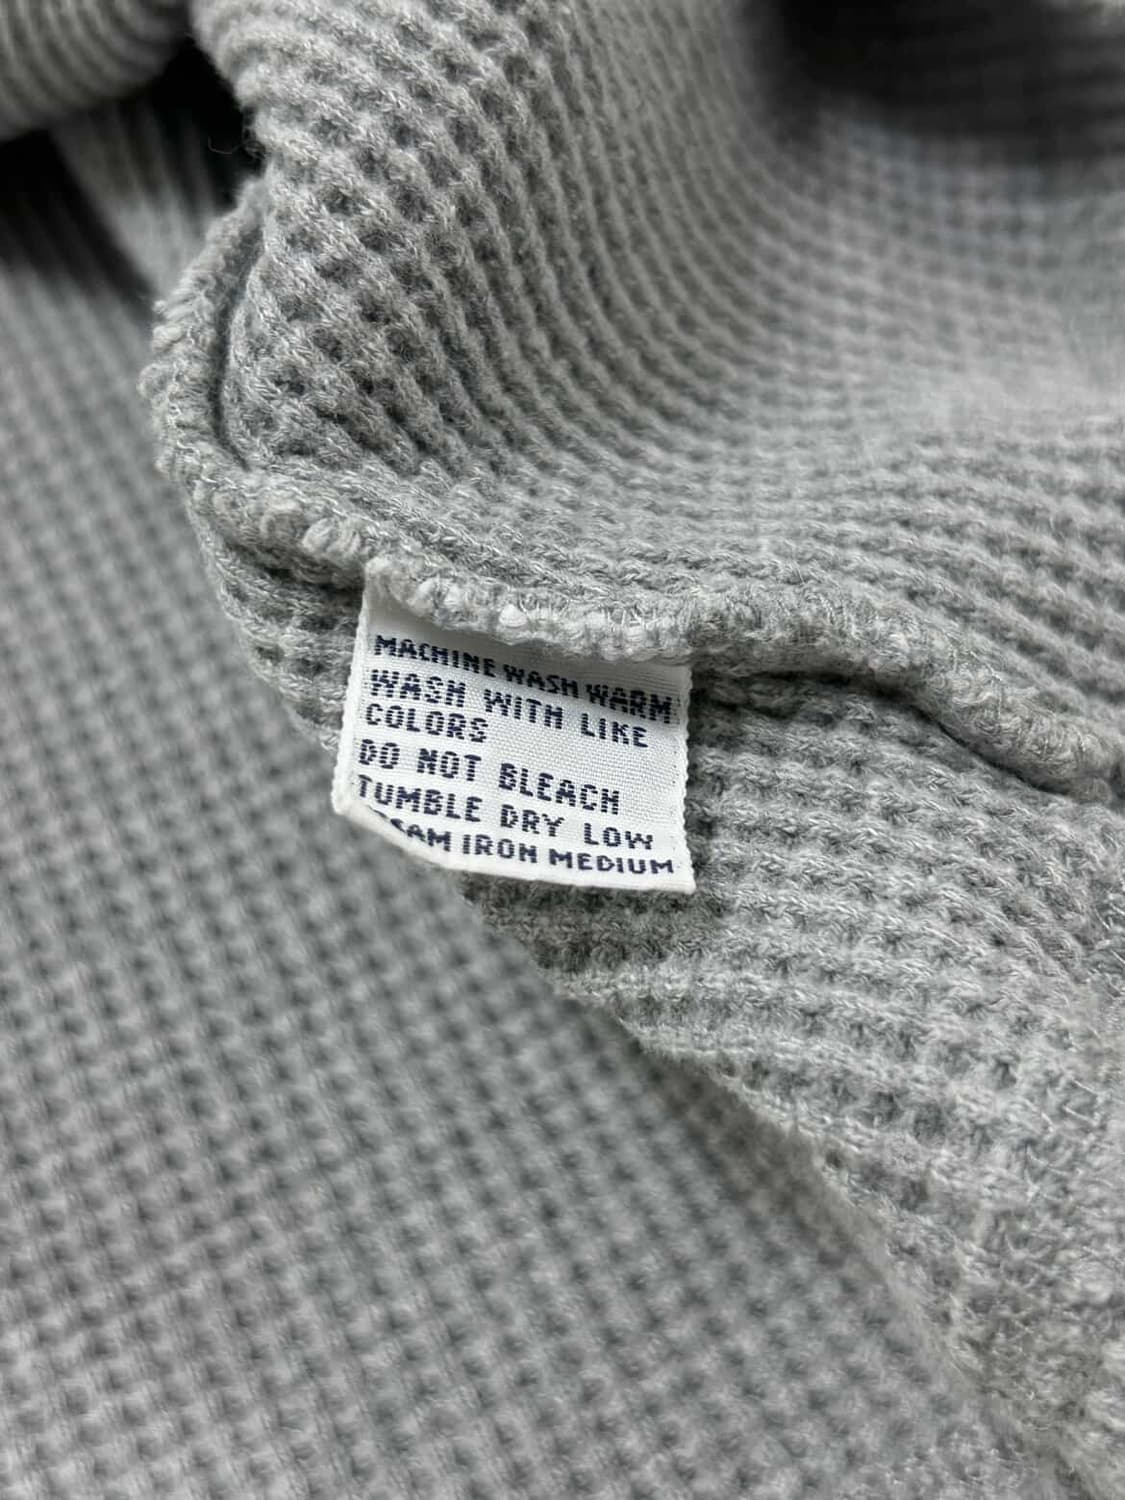 MACHINE WASH WARM
WASH WITH LIKE
COLORS
DO NOT BLEACH
TUMBLE DRY LOW
IRON MEDIUM